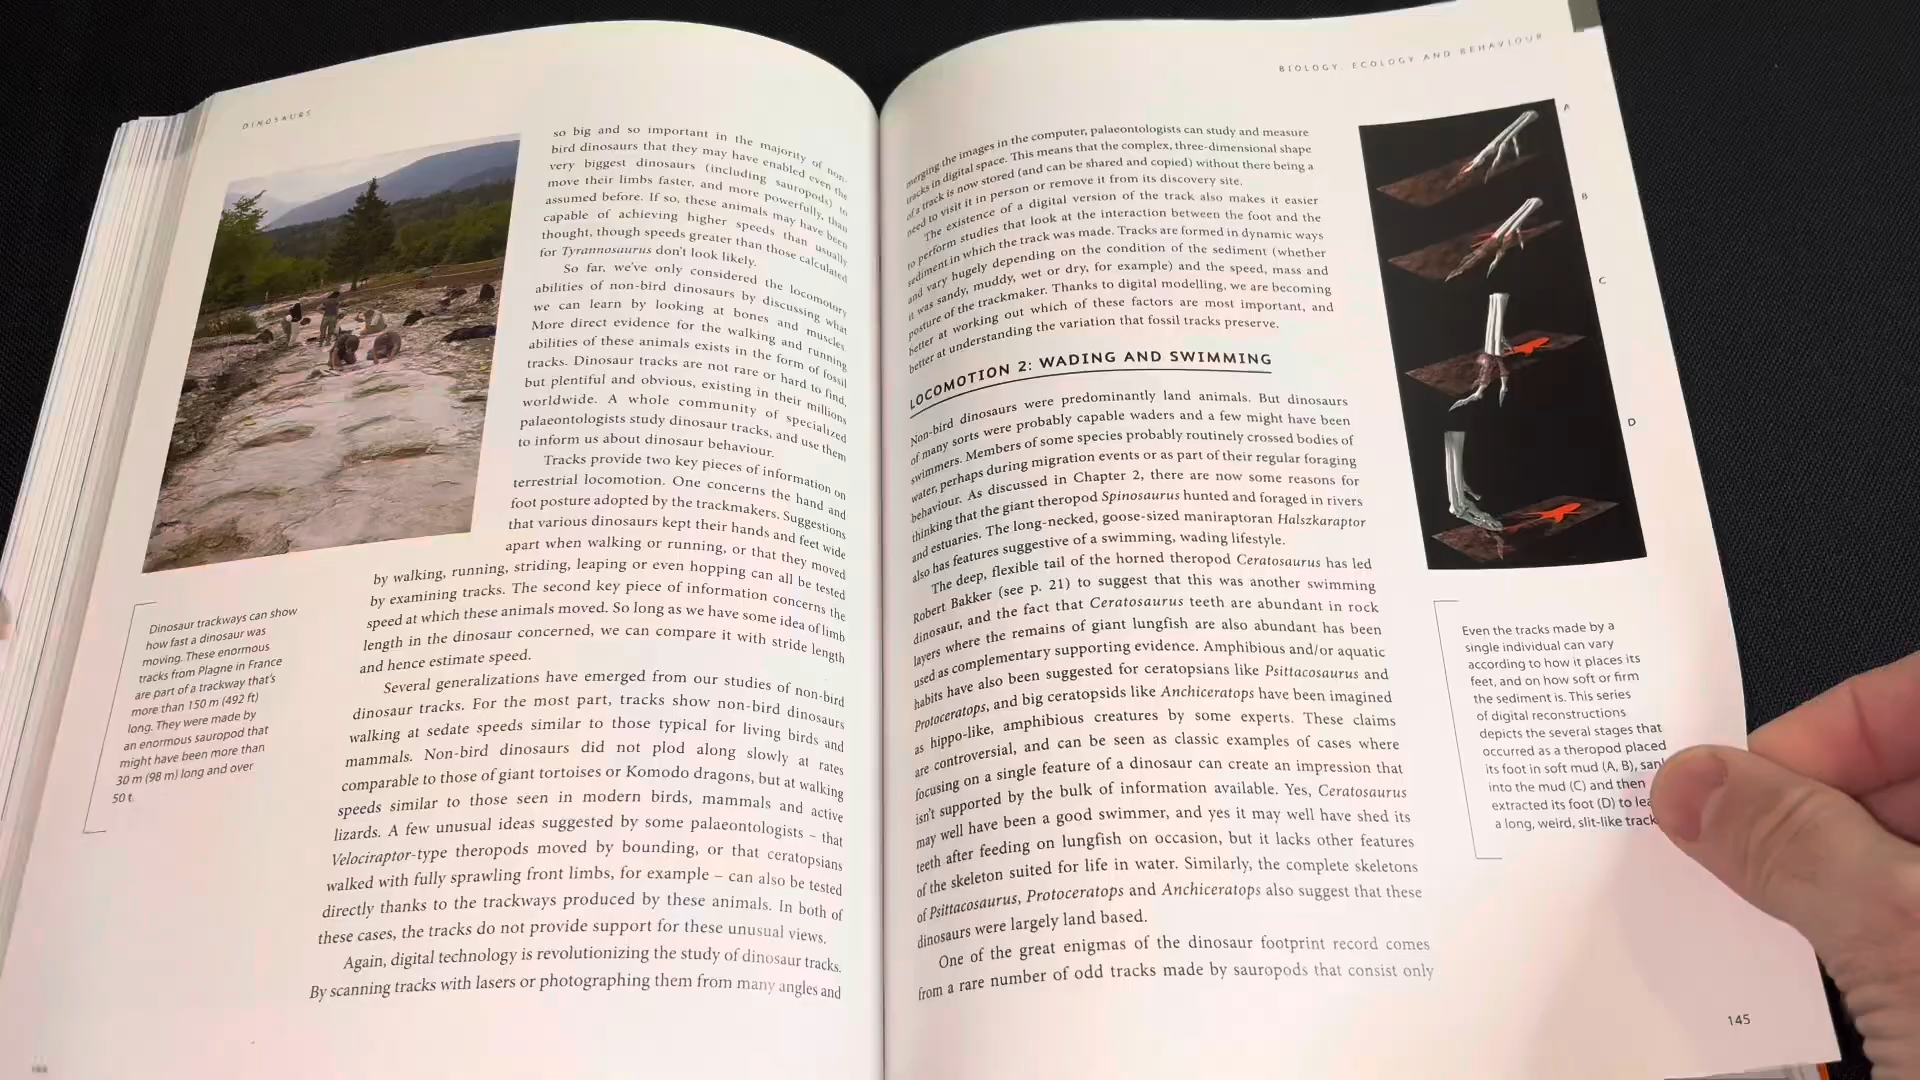 DINOSAURS
so big and so important in the majority of non-
bird dinosaurs that they may have enabled even the
very biggest dinosaurs (including sauropods) to
move their limbs faster, and more powerfully, than
assumed before. If so, these animals may have been
capable of achieving higher speeds than usually
thought, though speeds greater than those calculated
for Tyrannosaurus don't look likely.
So far, we've only considered the locomotory
abilities of non-bird dinosaurs by discussing what
we can learn by looking at bones and muscles.
More direct evidence for the walking and running
abilities of these animals exists in the form of fossil
tracks. Dinosaur tracks are not rare or hard to find,
but plentiful and obvious, existing in their millions
worldwide. A whole community of specialized
palaeontologists study dinosaur tracks, and use them
to inform us about dinosaur behaviour.
Tracks provide two key pieces of information on
terrestrial locomotion. One concerns the hand and
foot posture adopted by the trackmakers. Suggestions
that various dinosaurs kept their hands and feet wide
apart when walking or running, or that they moved
by walking, running, striding, leaping or even hopping can all be tested
by examining tracks. The second key piece of information concerns the
speed at which these animals moved. So long as we have some idea of limb
length in the dinosaur concerned, we can compare it with stride length
and hence estimate speed.
Several generalizations have emerged from our studies of non-bird
dinosaur tracks. For the most part, tracks show non-bird dinosaurs
walking at sedate speeds similar to those typical for living birds and
mammals. Non-bird dinosaurs did not plod along slowly at rates
comparable to those of giant tortoises or Komodo dragons, but at walking
speeds similar to those seen in modern birds, mammals and active
lizards. A few unusual ideas suggested by some palaeontologists – that
Velociraptor-type theropods moved by bounding, or that ceratopsians
walked with fully sprawling front limbs, for example – can also be tested
directly thanks to the trackways produced by these animals. In both of
these cases, the tracks do not provide support for these unusual views.
Again, digital technology is revolutionizing the study of dinosaur tracks.
By scanning tracks with lasers or photographing them from many angles and
Dinosaur trackways can show
how fast a dinosaur was
moving. These enormous
tracks from Plagne in France
are part of a trackway that's
more than 150 m (492 ft)
long. They were made by
an enormous sauropod that
might have been more than
30 m (98 m) long and over
50 t.
BIOLOGY, ECOLOGY AND BEHAVIOUR
merging the images in the computer, palaeontologists can study and measure
tracks in digital space. This means that the complex, three-dimensional shape
of a track is now stored (and can be shared and copied) without there being a
need to visit it in person or remove it from its discovery site.
The existence of a digital version of the track also makes it easier
to perform studies that look at the interaction between the foot and the
sediment in which the track was made. Tracks are formed in dynamic ways
and vary hugely depending on the condition of the sediment (whether
it was sandy, muddy, wet or dry, for example) and the speed, mass and
posture of the trackmaker. Thanks to digital modelling, we are becoming
better at working out which of these factors are most important, and
better at understanding the variation that fossil tracks preserve.
LOCOMOTION 2: WADING AND SWIMMING
Non-bird dinosaurs were predominantly land animals. But dinosaurs
of many sorts were probably capable waders and a few might have been
swimmers. Members of some species probably routinely crossed bodies of
water, perhaps during migration events or as part of their regular foraging
behaviour. As discussed in Chapter 2, there are now some reasons for
thinking that the giant theropod Spinosaurus hunted and foraged in rivers
and estuaries. The long-necked, goose-sized maniraptoran Halszkaraptor
also has features suggestive of a swimming, wading lifestyle.
The deep, flexible tail of the horned theropod Ceratosaurus has led
Robert Bakker (see p. 21) to suggest that this was another swimming
dinosaur, and the fact that Ceratosaurus teeth are abundant in rock
layers where the remains of giant lungfish are also abundant has been
used as complementary supporting evidence. Amphibious and/or aquatic
habits have also been suggested for ceratopsians like Psittacosaurus and
Protoceratops, and big ceratopsids like Anchiceratops have been imagined
as hippo-like, amphibious creatures by some experts. These claims
are controversial, and can be seen as classic examples of cases where
focusing on a single feature of a dinosaur can create an impression that
isn't supported by the bulk of information available. Yes, Ceratosaurus
may well have been a good swimmer, and yes it may well have shed its
teeth after feeding on lungfish on occasion, but it lacks other features
of the skeleton suited for life in water. Similarly, the complete skeletons
of Psittacosaurus, Protoceratops and Anchiceratops also suggest that these
dinosaurs were largely land based.
One of the great enigmas of the dinosaur footprint record comes
from a rare number of odd tracks made by sauropods that consist only
A
B
C
D
Even the tracks made by a
single individual can vary
according to how it places its
feet, and on how soft or firm
the sediment is. This series
of digital reconstructions
depicts the several stages that
occurred as a theropod placed
its foot in soft mud (A, B),
into the mud (C) and then
extracted its foot (D) to
a long, weird, slit-like track
145